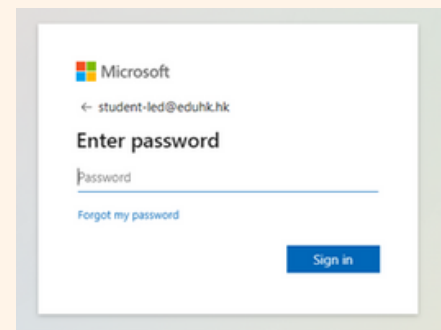 Microsoft
← student-led@eduhk.hk
Enter password
Password
Forgot my password
Sign in